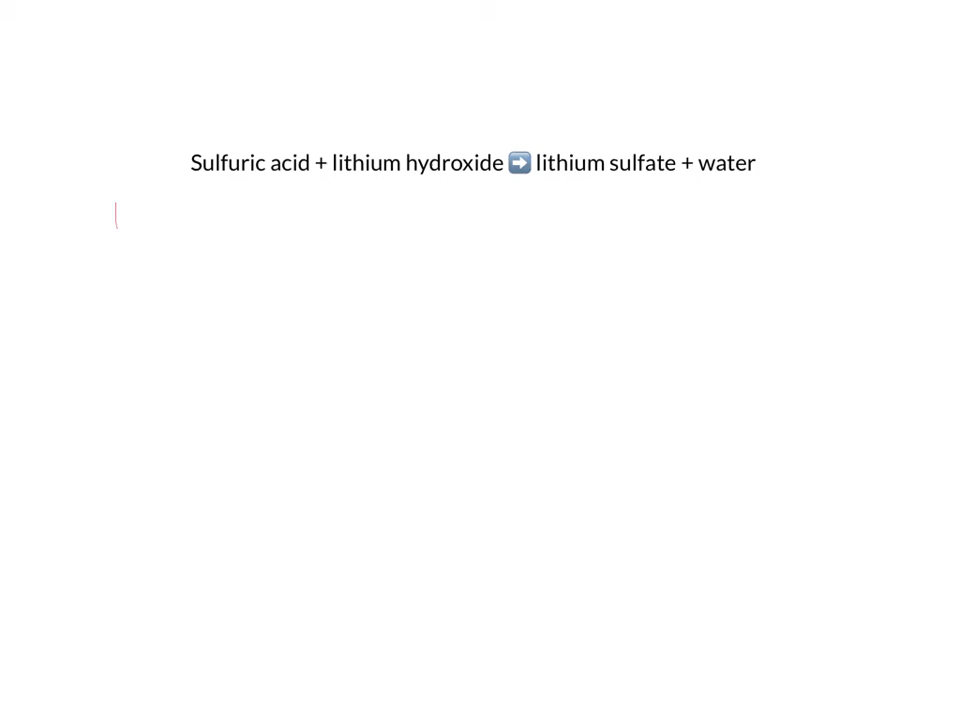 Sulfuric acid + lithium hydroxide ➡️ lithium sulfate + water